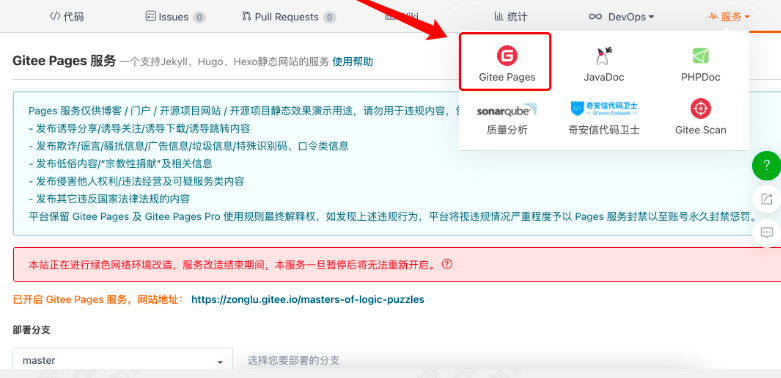 代码
Issues 0
Pull Requests 0
Wiki
统计
DevOps
服务
Gitee Pages 服务 一个支持Jekyll、Hugo、Hexo静态网站的服务 使用帮助
Gitee Pages
JavaDoc
PHPDoc
sonarqube
质量分析
奇安信代码卫士
QiAnXin Codesafe
奇安信代码卫士
Gitee Scan
Pages 服务仅供博客 / 门户 / 开源项目网站 / 开源项目静态效果演示用途，请勿用于违规内容，
- 发布诱导分享/诱导关注/诱导下载/诱导跳转内容
- 发布欺诈/谣言/骚扰信息/广告信息/垃圾信息/特殊识别码、口令类信息
- 发布低俗内容/“宗教性捐献”及相关信息
- 发布侵害他人权利/违法经营及可疑服务类内容
- 发布其它违反国家法律法规的内容
平台保留 Gitee Pages 及 Gitee Pages Pro 使用规则最终解释权，如发现上述违规行为，平台将视违规情况严重程度予以 Pages 服务封禁以至账号永久封禁惩罚。
?
本站正在进行绿色网络环境改造，服务改造结束期间，本服务一旦暂停后将无法重新开启。 ?
已开启 Gitee Pages 服务，网站地址： https://zonglu.gitee.io/masters-of-logic-puzzles
部署分支
master
选择您要部署的分支